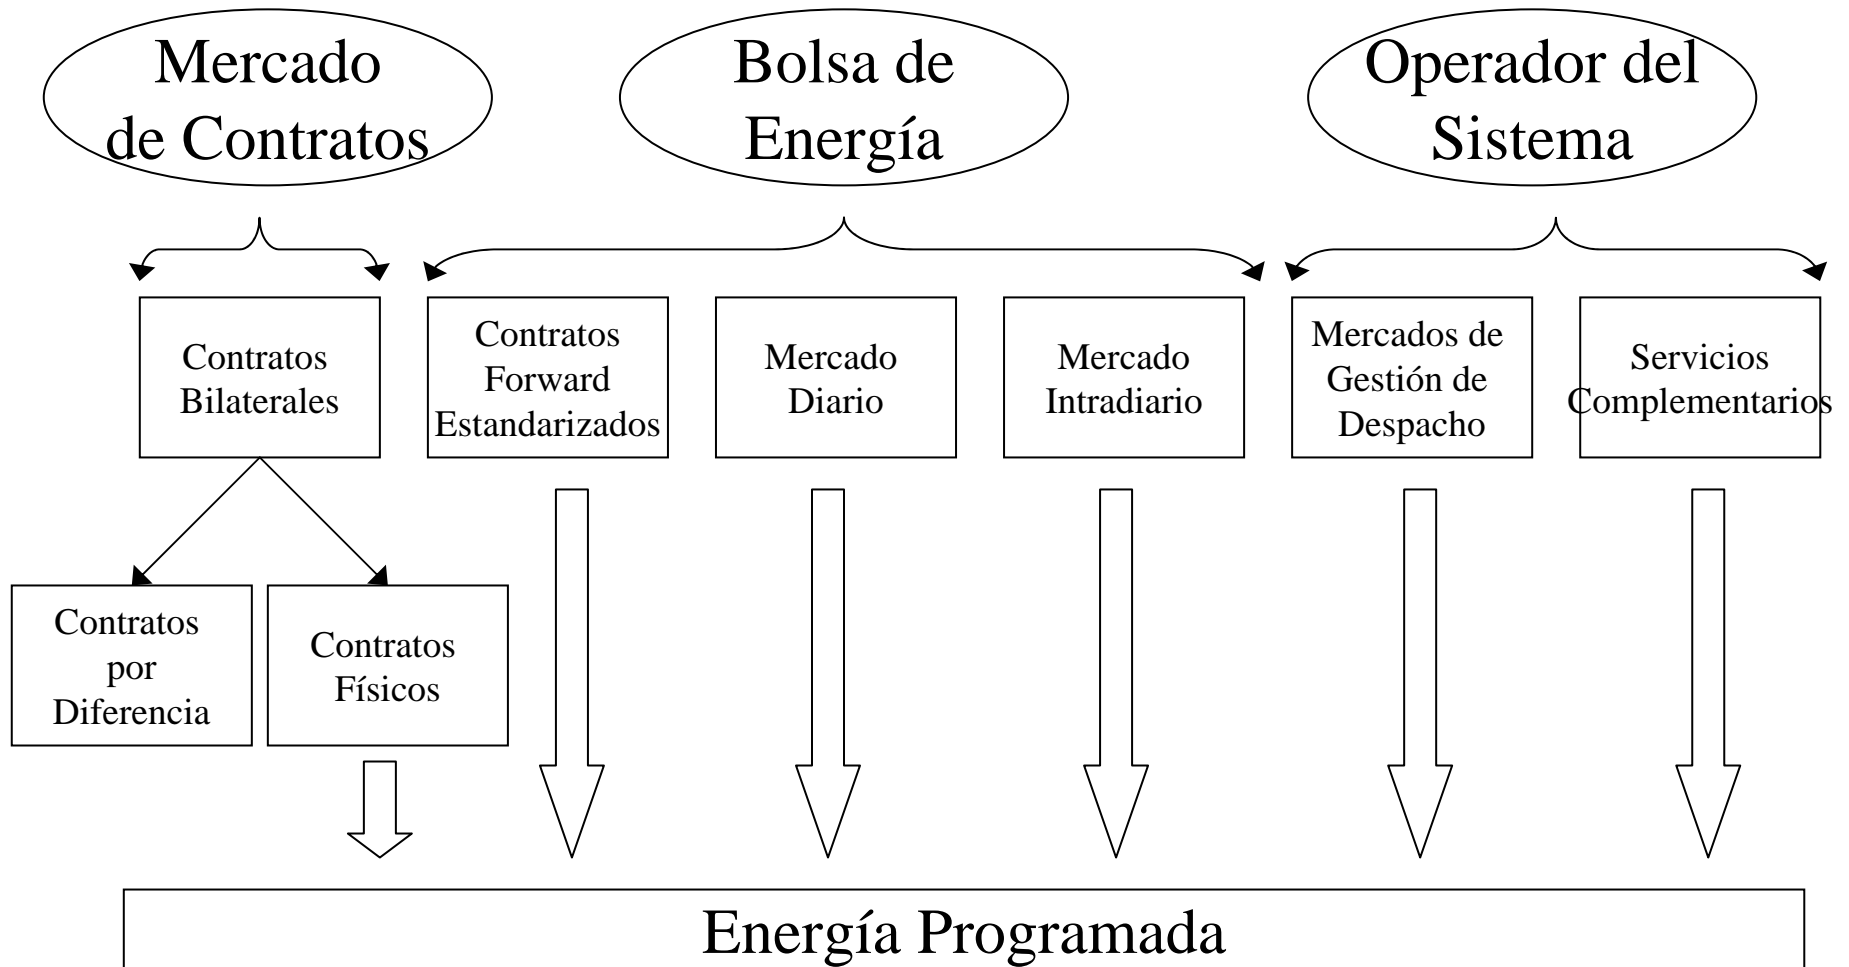 Mercado
de Contratos
Bolsa de
Energía
Operador del
Sistema
Contratos
Bilaterales
Contratos
Forward
Estandarizados
Mercado
Diario
Mercado
Intradiario
Mercados de
Gestión de
Despacho
Servicios
Complementarios
Contratos
por
Diferencia
Contratos
Físicos
Energía Programada